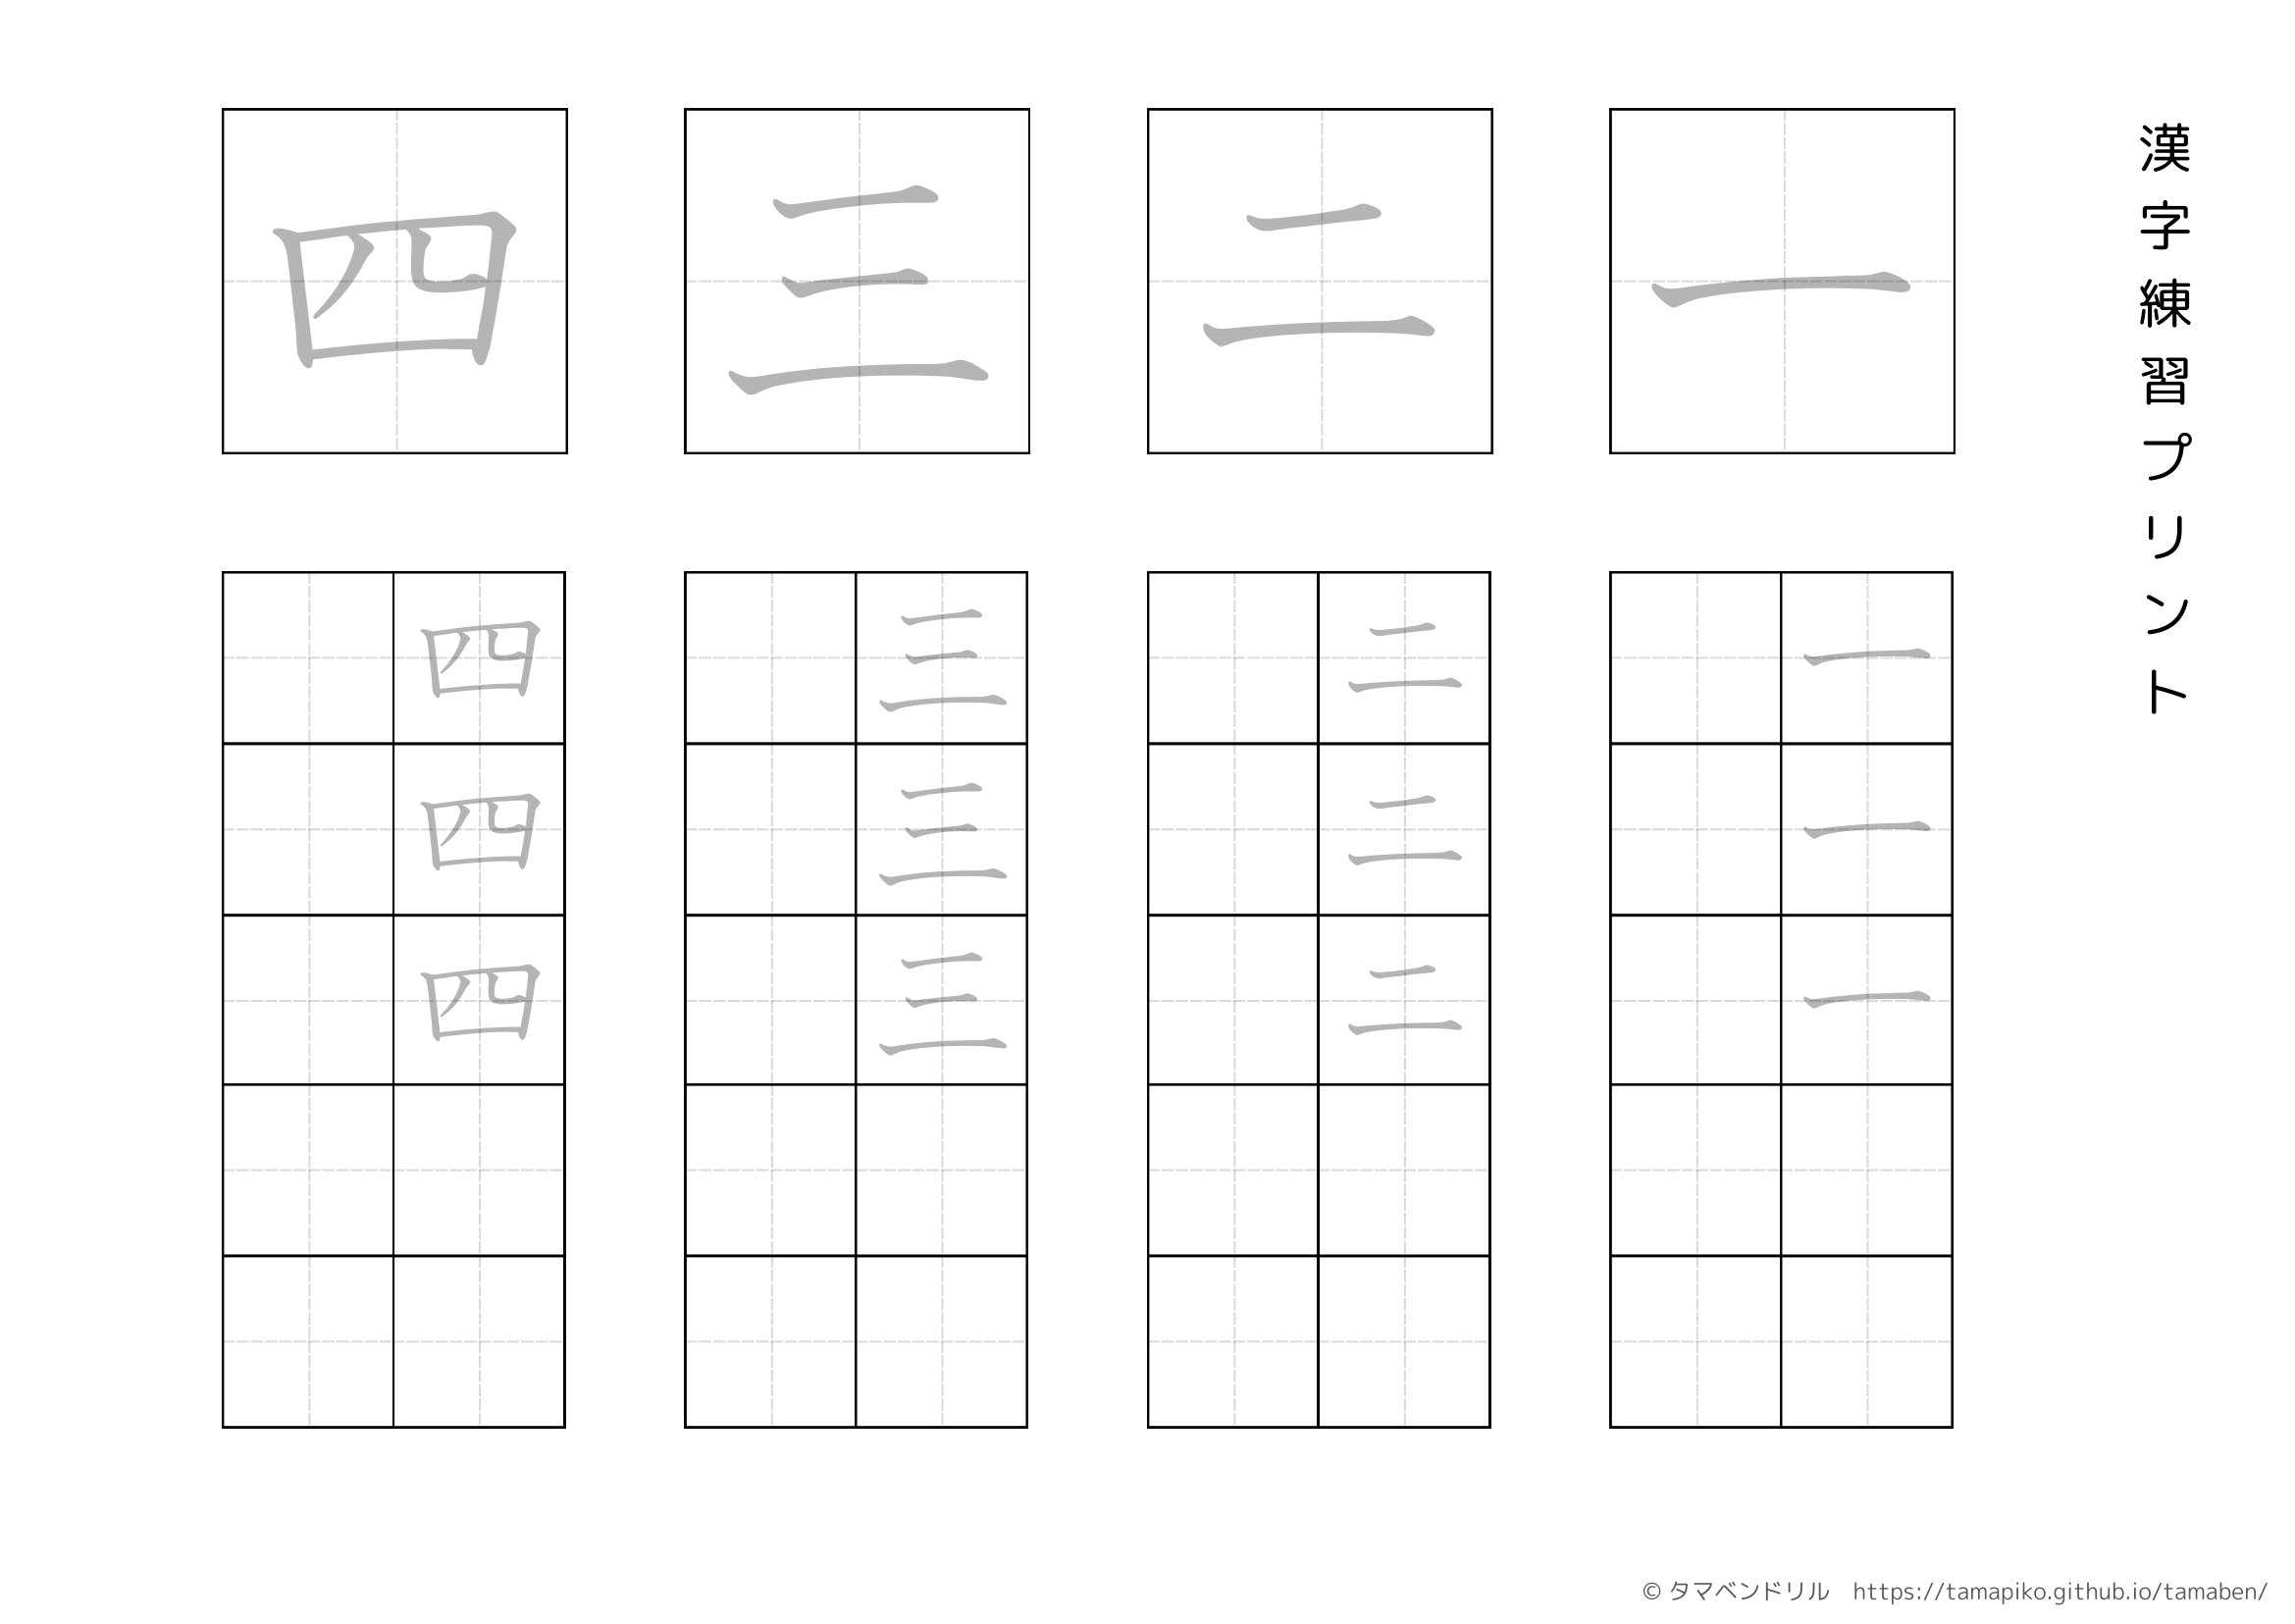 漢字練習プリント
一
二
三
四
一
一
一
二
二
二
三
三
三
四
四
四
© タマベンドリル https://tamapiko.github.io/tamaben/